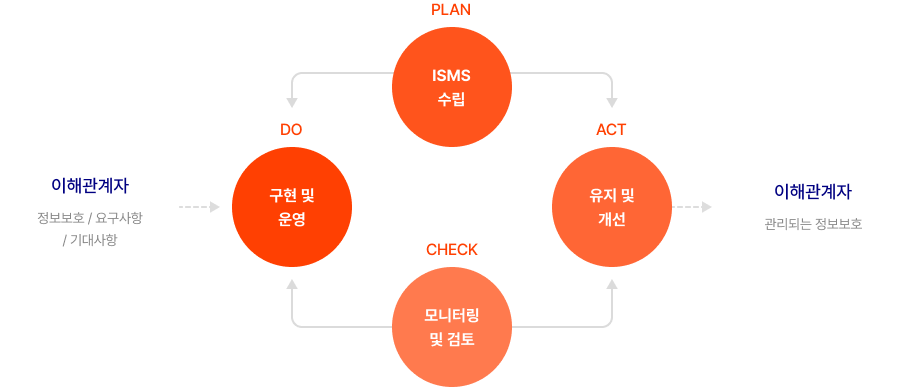 PLAN
ISMS
수립
DO
ACT
이해관계자
정보보호 / 요구사항
/ 기대사항
구현 및
운영
유지 및
개선
이해관계자
관리되는 정보보호
CHECK
모니터링
및 검토